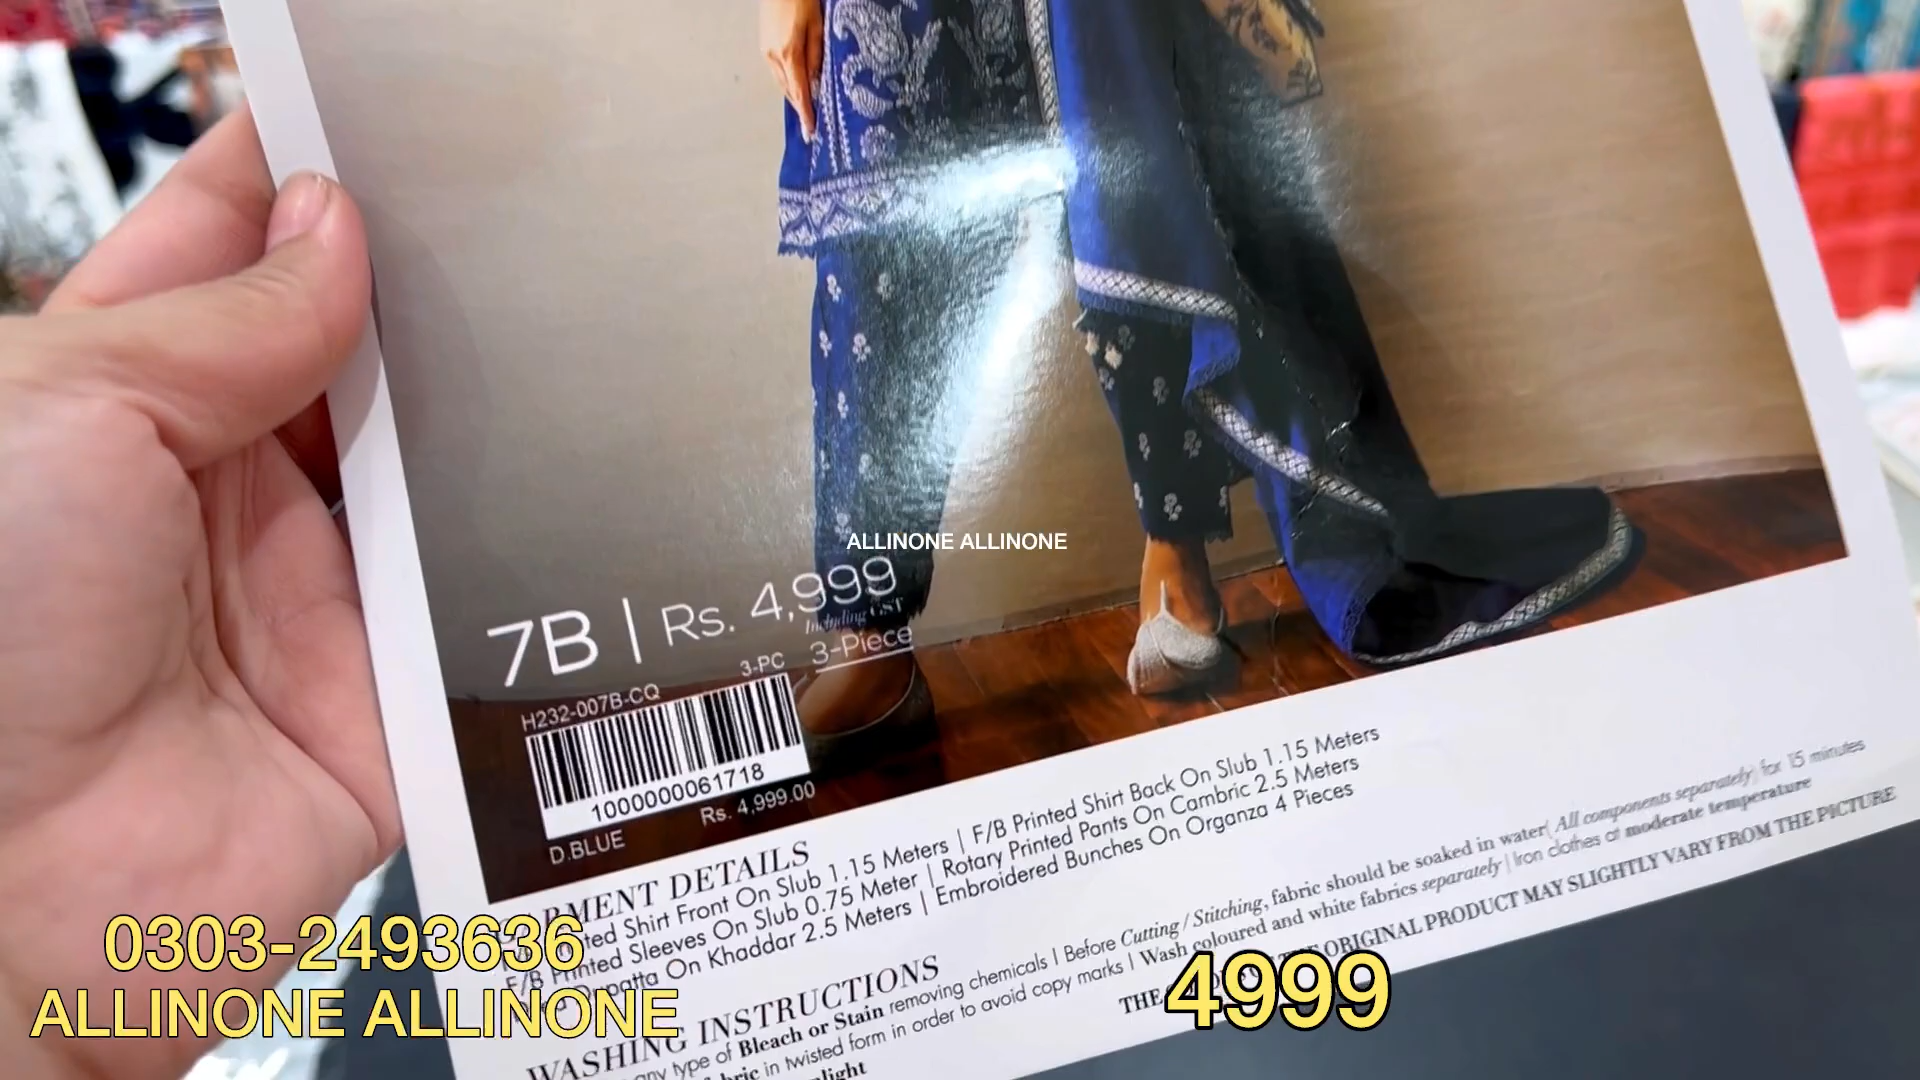 ALLINONE ALLINONE
7B | Rs. 4,999
Including GST
3-PC 3-Piece
H232-007B-CQ
10000000061718
D.BLUE Rs. 4,999.00
GARMENT DETAILS
Printed Shirt Front On Slub 1.15 Meters | F/B Printed Shirt Back On Slub 1.15 Meters
F/B Printed Sleeves On Slub 0.75 Meter | Rotary Printed Pants On Cambric 2.5 Meters
Dupatta On Khaddar 2.5 Meters | Embroidered Bunches On Organza 4 Pieces
WASHING INSTRUCTIONS
any type of Bleach or Stain removing chemicals | Before Cutting / Stitching, fabric should be soaked in water( All components separately) for 15 minutes
in twisted form in order to avoid copy marks | Wash coloured and white fabrics separately | Iron clothes at moderate temperature
THE ORIGINAL PRODUCT MAY SLIGHTLY VARY FROM THE PICTURE
0303-2493636
ALLINONE ALLINONE
4999